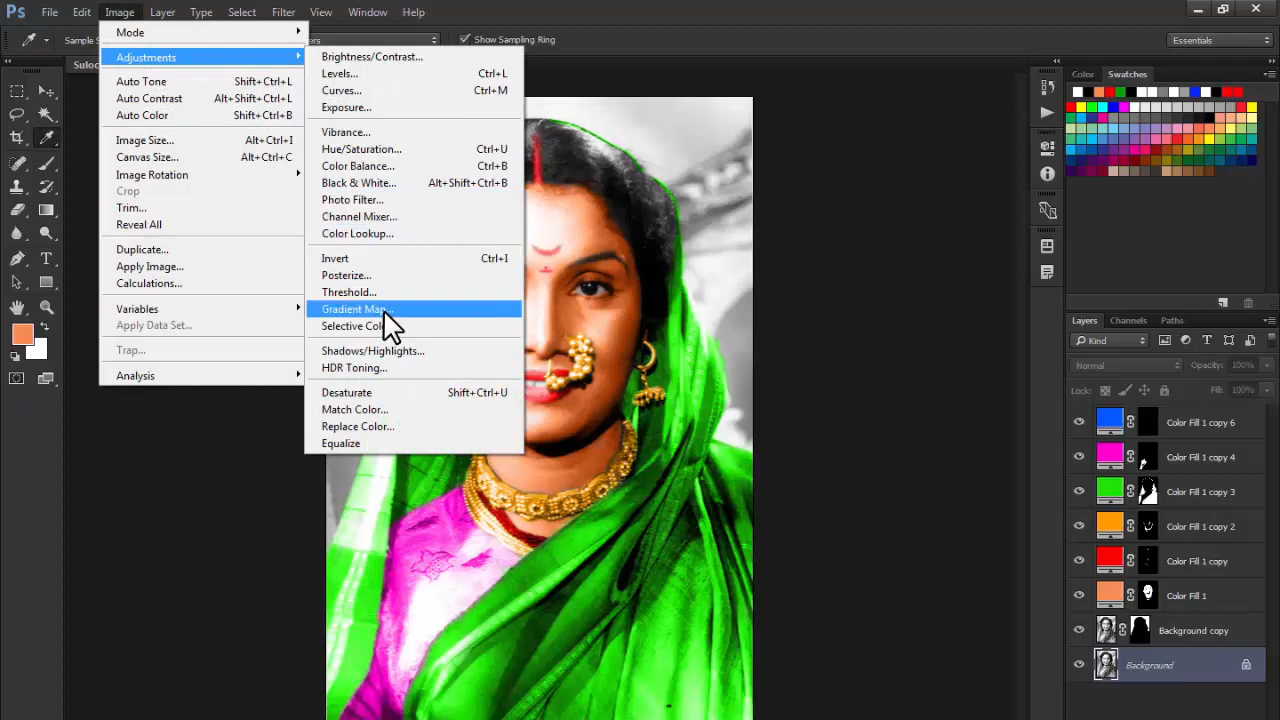 Ps File Edit Image Layer Type Select Filter View Window Help
Show Sampling Ring
Essentials
Mode
Adjustments
Auto Tone Shift+Ctrl+L
Auto Contrast Alt+Shift+Ctrl+L
Auto Color Shift+Ctrl+B
Image Size... Alt+Ctrl+I
Canvas Size... Alt+Ctrl+C
Image Rotation
Crop
Trim...
Reveal All
Duplicate...
Apply Image...
Calculations...
Variables
Apply Data Set...
Trap...
Analysis
Brightness/Contrast...
Levels... Ctrl+L
Curves... Ctrl+M
Exposure...
Vibrance...
Hue/Saturation... Ctrl+U
Color Balance... Ctrl+B
Black & White... Alt+Shift+Ctrl+B
Photo Filter...
Channel Mixer...
Color Lookup...
Invert Ctrl+I
Posterize...
Threshold...
Gradient Map...
Selective Col
Shadows/Highlights...
HDR Toning...
Desaturate Shift+Ctrl+U
Match Color...
Replace Color...
Equalize
Color Swatches
Layers Channels Paths
Kind
Normal Opacity: 100%
Lock: Fill: 100%
Color Fill 1 copy 6
Color Fill 1 copy 4
Color Fill 1 copy 3
Color Fill 1 copy 2
Color Fill 1 copy
Color Fill 1
Background copy
Background